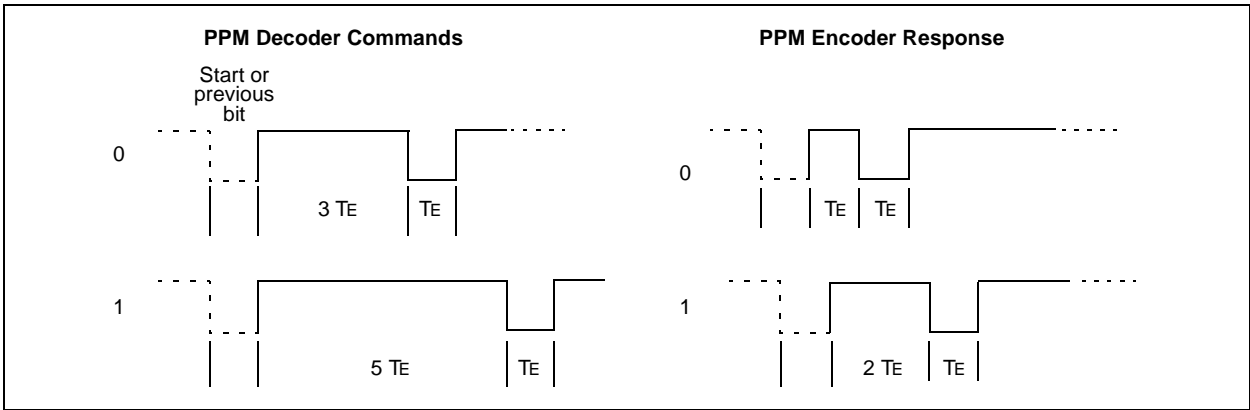 PPM Decoder Commands
PPM Encoder Response
Start or
previous
bit
0
3 TE
TE
0
TE
TE
1
5 TE
TE
1
2 TE
TE